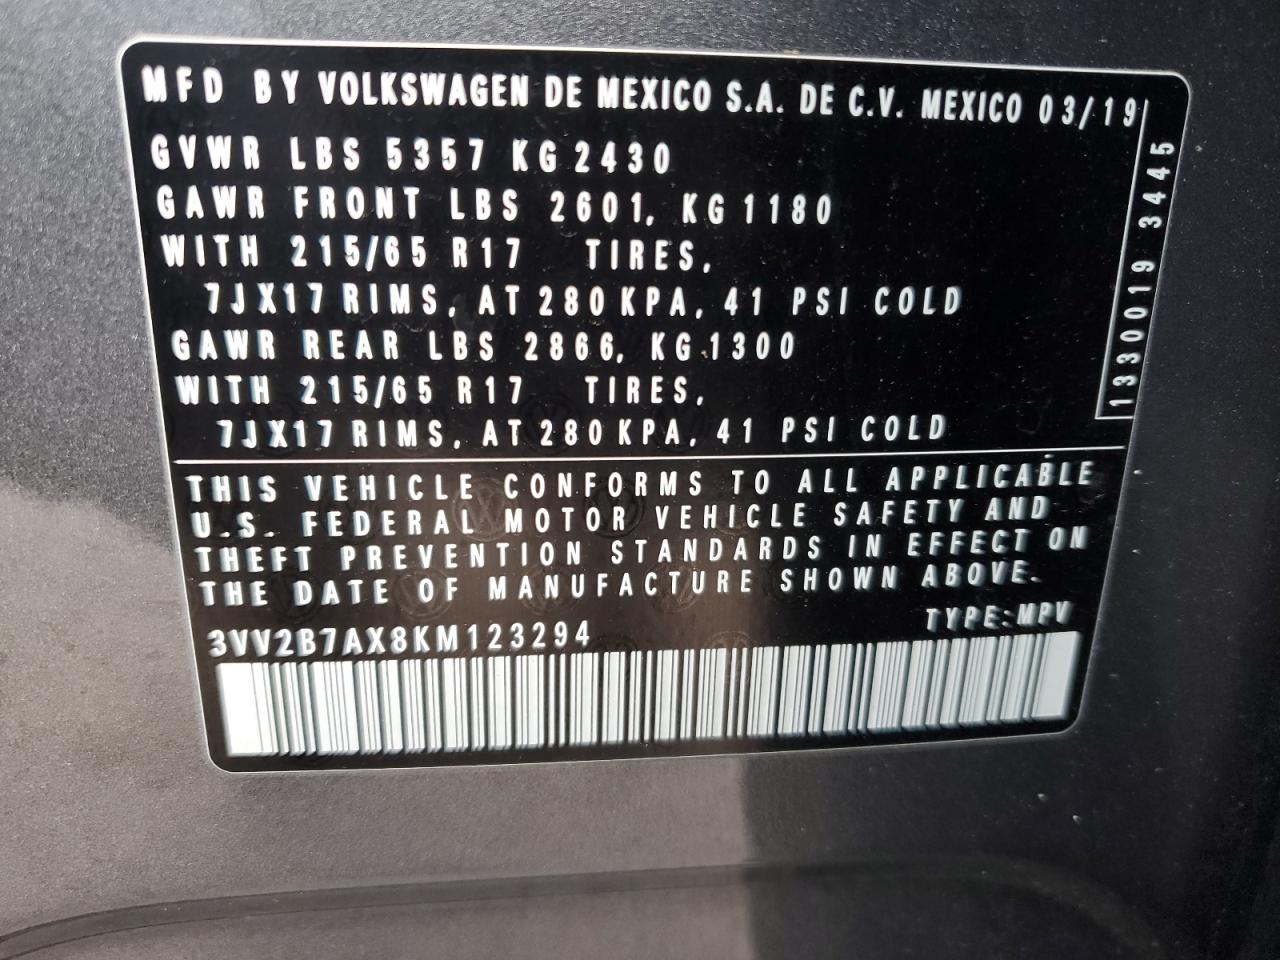 MFD BY VOLKSWAGEN DE MEXICO S.A. DE C.V. MEXICO 03/19
GVWR LBS 5357 KG 2430
GAWR FRONT LBS 2601, KG 1180
WITH 215/65 R17 TIRES,
7JX17 RIMS, AT 280 KPA, 41 PSI COLD
GAWR REAR LBS 2866, KG 1300
WITH 215/65 R17 TIRES,
7JX17 RIMS, AT 280 KPA, 41 PSI COLD
1330019 3445
THIS VEHICLE CONFORMS TO ALL APPLICABLE
U.S. FEDERAL MOTOR VEHICLE SAFETY AND
THEFT PREVENTION STANDARDS IN EFFECT ON
THE DATE OF MANUFACTURE SHOWN ABOVE.
TYPE:MPV
3VV2B7AX8KM123294